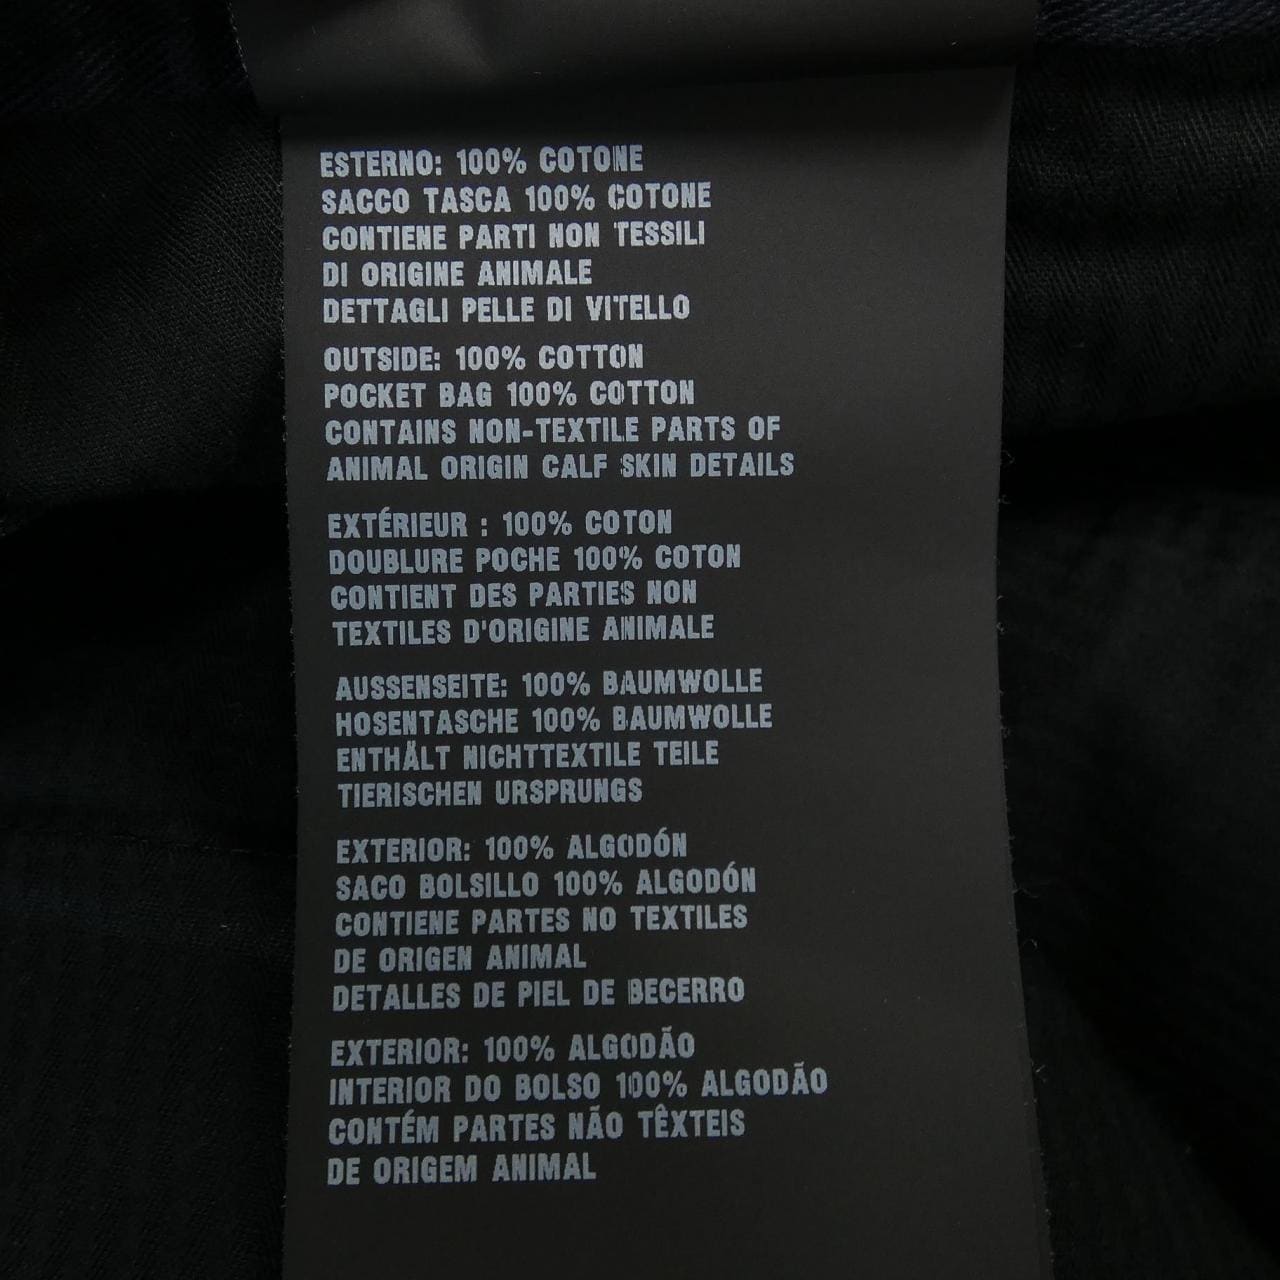 ESTERNO: 100% COTONE
SACCO TASCA 100% COTONE
CONTIENE PARTI NON TESSILI
DI ORIGINE ANIMALE
DETTAGLI PELLE DI VITELLO
OUTSIDE: 100% COTTON
POCKET BAG 100% COTTON
CONTAINS NON-TEXTILE PARTS OF
ANIMAL ORIGIN CALF SKIN DETAILS
EXTÉRIEUR : 100% COTON
DOUBLURE POCHE 100% COTON
CONTIENT DES PARTIES NON
TEXTILES D'ORIGINE ANIMALE
AUSSENSEITE: 100% BAUMWOLLE
HOSENTASCHE 100% BAUMWOLLE
ENTHÄLT NICHTTEXTILE TEILE
TIERISCHEN URSPRUNGS
EXTERIOR: 100% ALGODÓN
SACO BOLSILLO 100% ALGODÓN
CONTIENE PARTES NO TEXTILES
DE ORIGEN ANIMAL
DETALLES DE PIEL DE BECERRO
EXTERIOR: 100% ALGODÃO
INTERIOR DO BOLSO 100% ALGODÃO
CONTÉM PARTES NÃO TÊXTEIS
DE ORIGEM ANIMAL